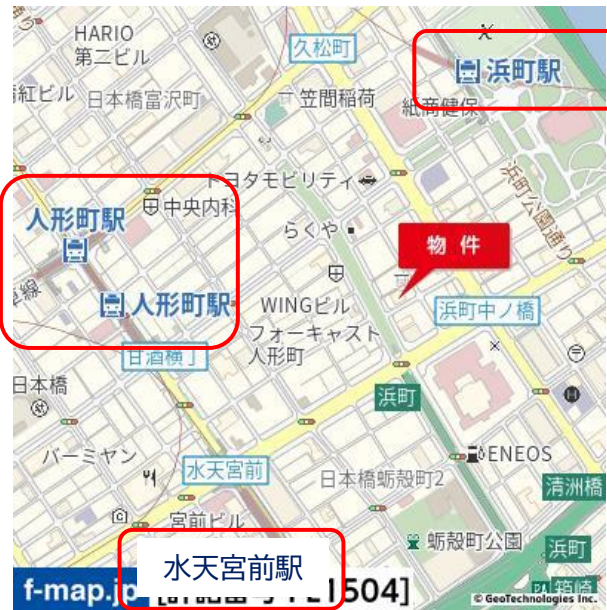 HARIO
第二ビル
久松町
浜町駅
紅ビル
日本橋富沢町
笠間稲荷
紙商健保
浜町公園通り
トヨタモビリティ
中央内科
人形町駅
らくや
物件
人形町駅
WINGビル
フォーキャスト
人形町
浜町中ノ橋
甘酒横丁
日本橋
浜町
バーミヤン
水天宮前
日本橋蛎殻町2
ENEOS
清洲橋
宮前ビル
蛎殻町公園
浜町
水天宮前駅
f-map.jp
504]
© GeoTechnologies Inc.
箱崎